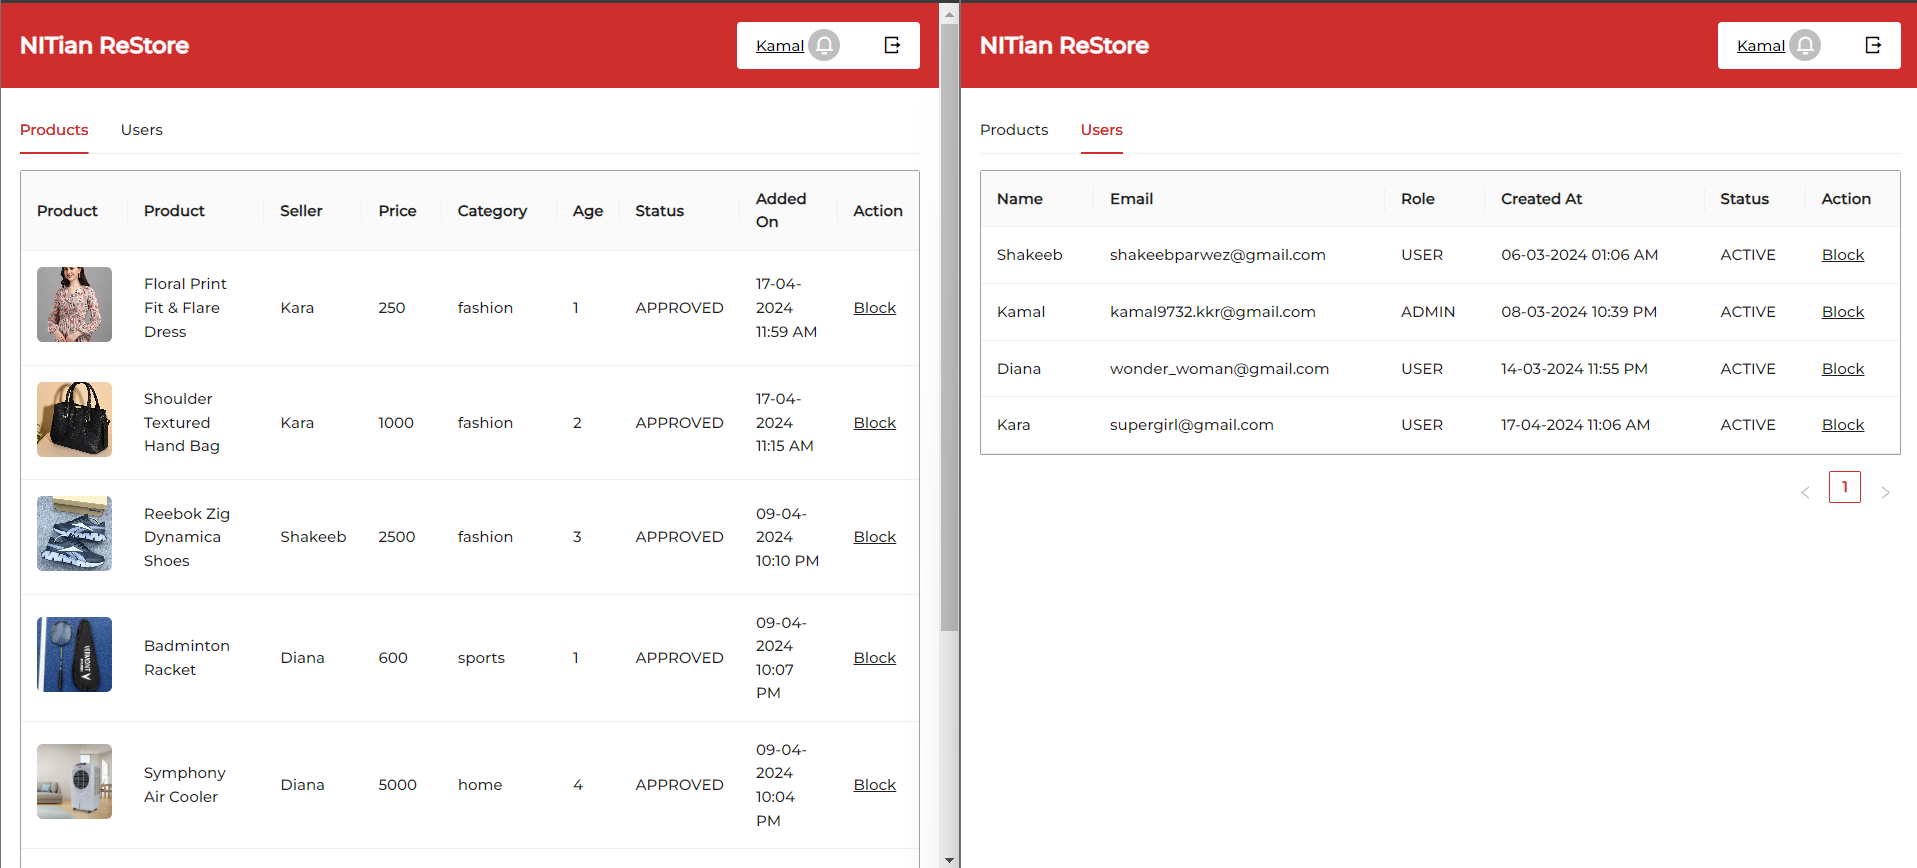 NITian ReStore
Kamal
Products Users
Product Product Seller Price Category Age Status Added On Action
Floral Print
Fit & Flare
Dress
Kara 250 fashion 1 APPROVED
17-04-
2024
11:59 AM
Block
Shoulder
Textured
Hand Bag
Kara 1000 fashion 2 APPROVED
17-04-
2024
11:15 AM
Block
Reebok Zig
Dynamica
Shoes
Shakeeb 2500 fashion 3 APPROVED
09-04-
2024
10:10 PM
Block
VERMONT
Badminton
Racket
Diana 600 sports 1 APPROVED
09-04-
2024
10:07
PM
Block
Symphony
Air Cooler
Diana 5000 home 4 APPROVED
09-04-
2024
10:04
PM
Block
NITian ReStore
Kamal
Products Users
Name Email Role Created At Status Action
Shakeeb shakeebparwez@gmail.com USER 06-03-2024 01:06 AM ACTIVE Block
Kamal kamal9732.kkr@gmail.com ADMIN 08-03-2024 10:39 PM ACTIVE Block
Diana wonder_woman@gmail.com USER 14-03-2024 11:55 PM ACTIVE Block
Kara supergirl@gmail.com USER 17-04-2024 11:06 AM ACTIVE Block
1